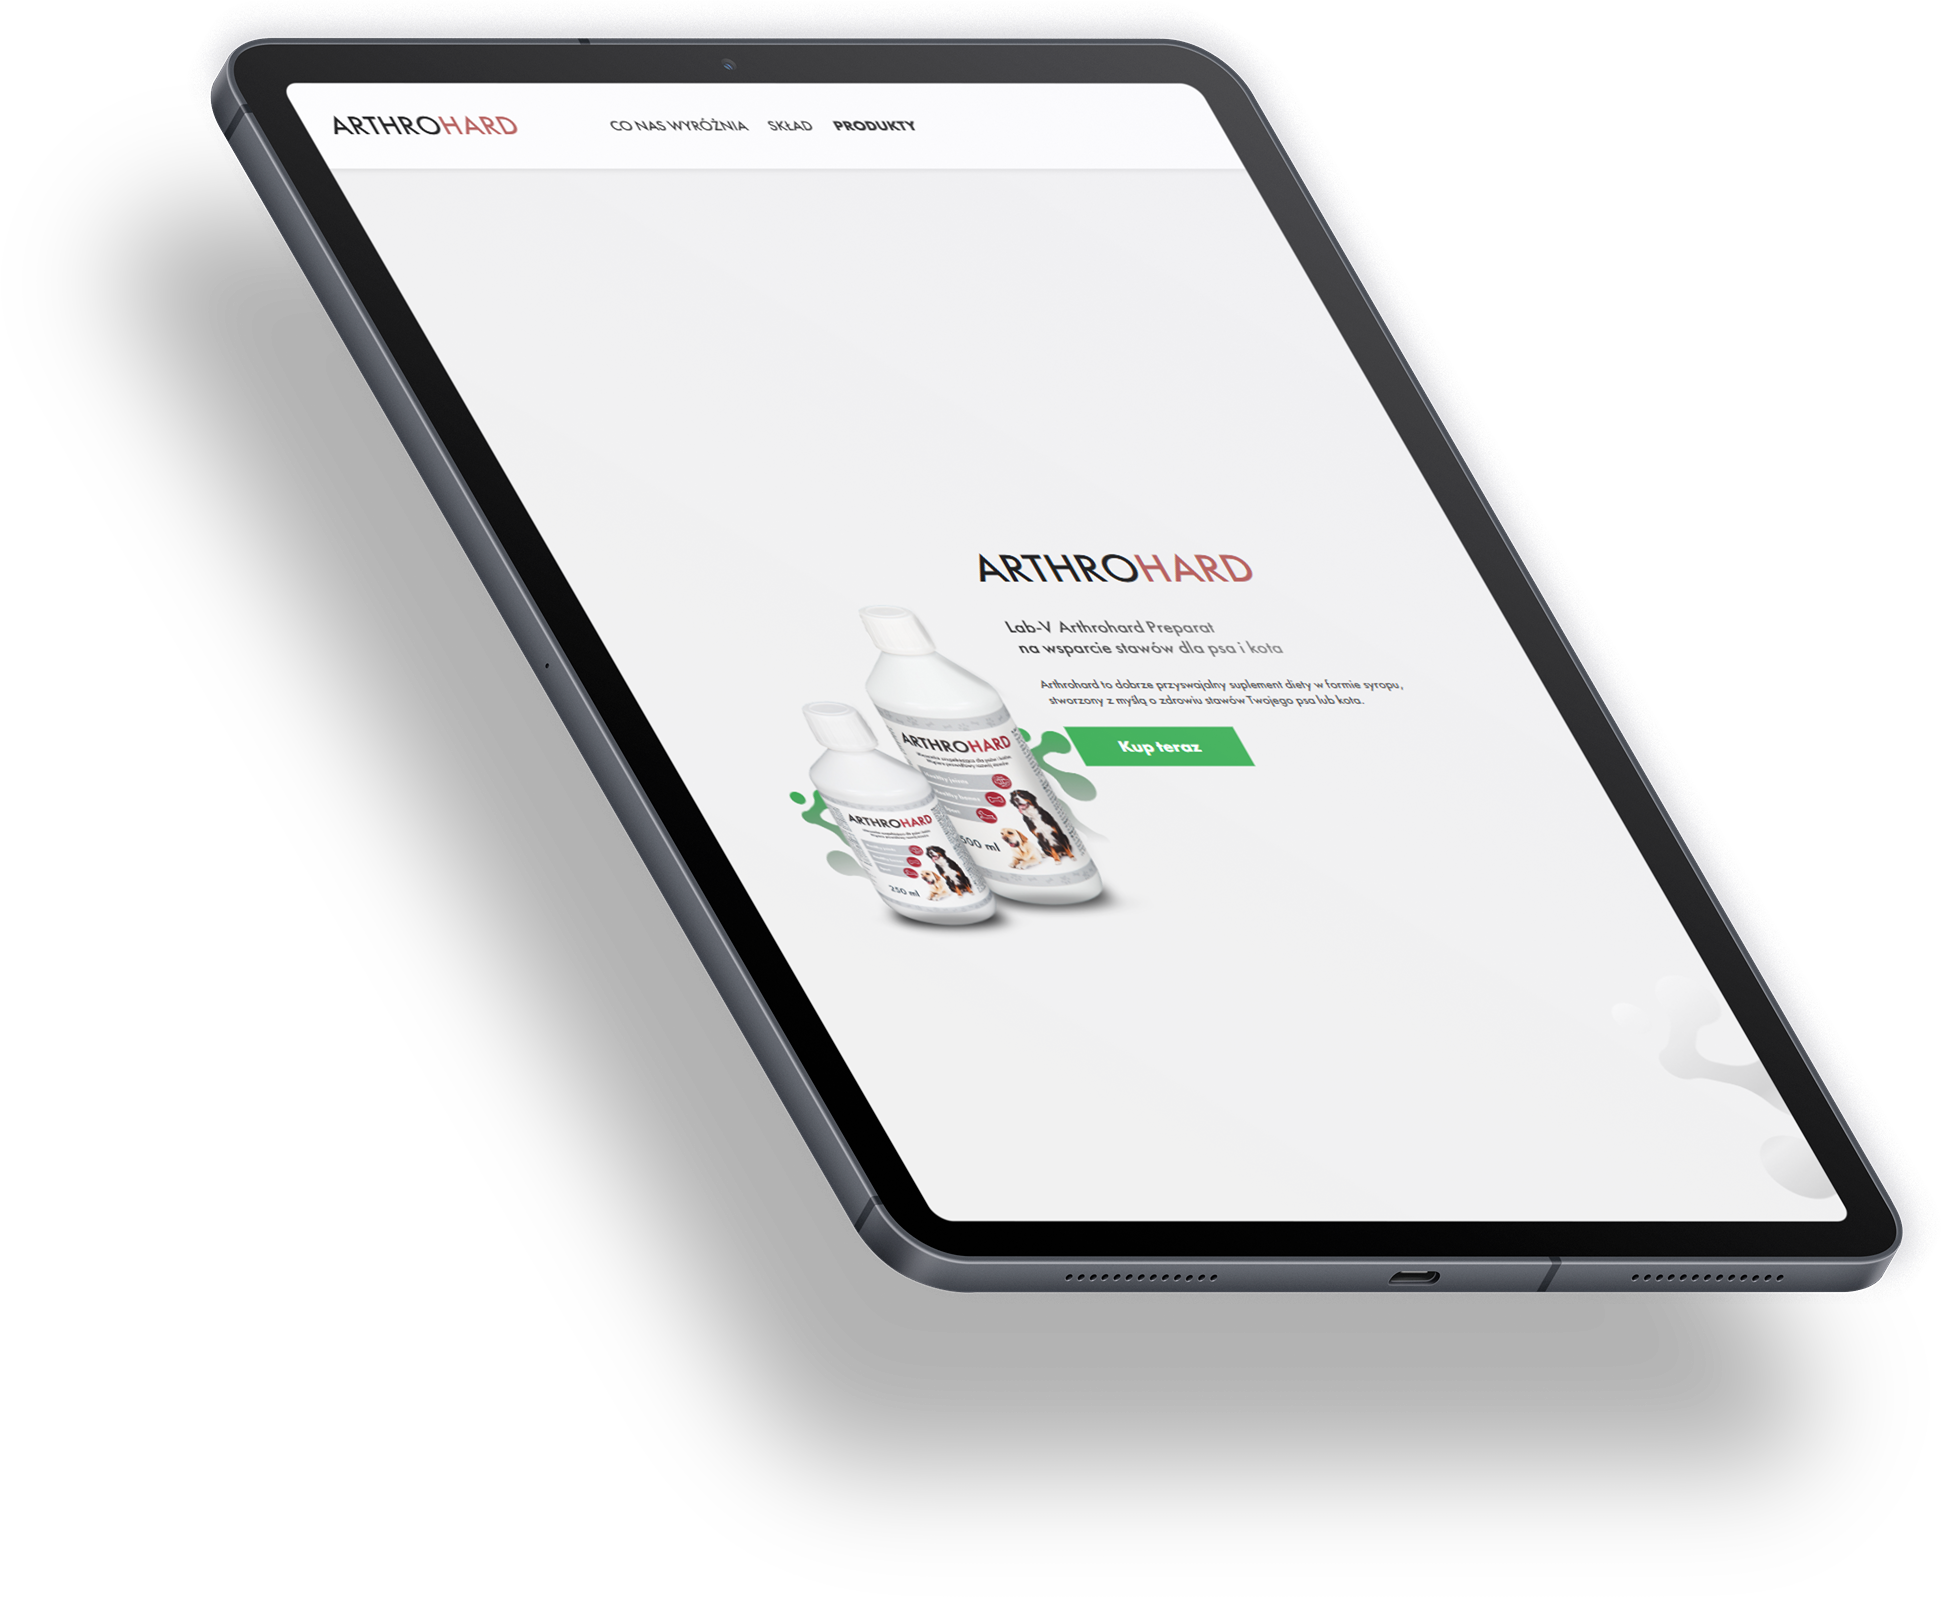 ARTHROHARD
CO NAS WYRÓŻNIA SKŁAD PRODUKTY
ARTHROHARD
Lab-V Arthrohard Preparat
na wsparcie stawów dla psa i kota
Arthrohard to dobrze przyswajalny suplement diety w formie syropu,
stworzony z myślą o zdrowiu stawów Twojego psa lub kota.
Kup teraz
ARTHROHARD
500 ml
ARTHROHARD
250 ml